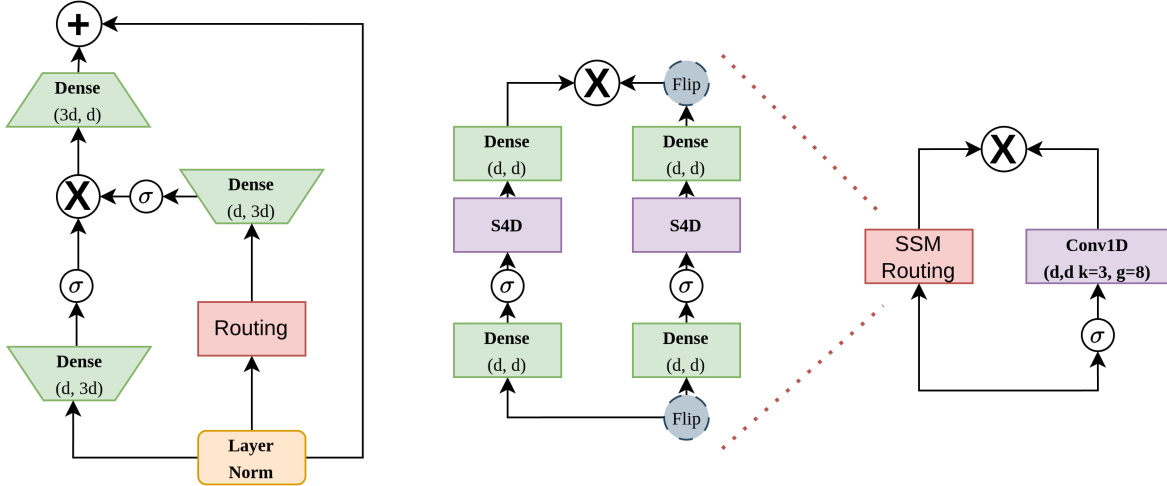 +
Dense
(3d, d)
X
σ
Dense
(d, 3d)
σ
Routing
Dense
(d, 3d)
Layer
Norm
X
Flip
Dense
(d, d)
Dense
(d, d)
S4D
S4D
σ
σ
Dense
(d, d)
Dense
(d, d)
Flip
X
SSM
Routing
Conv1D
(d,d k=3, g=8)
σ